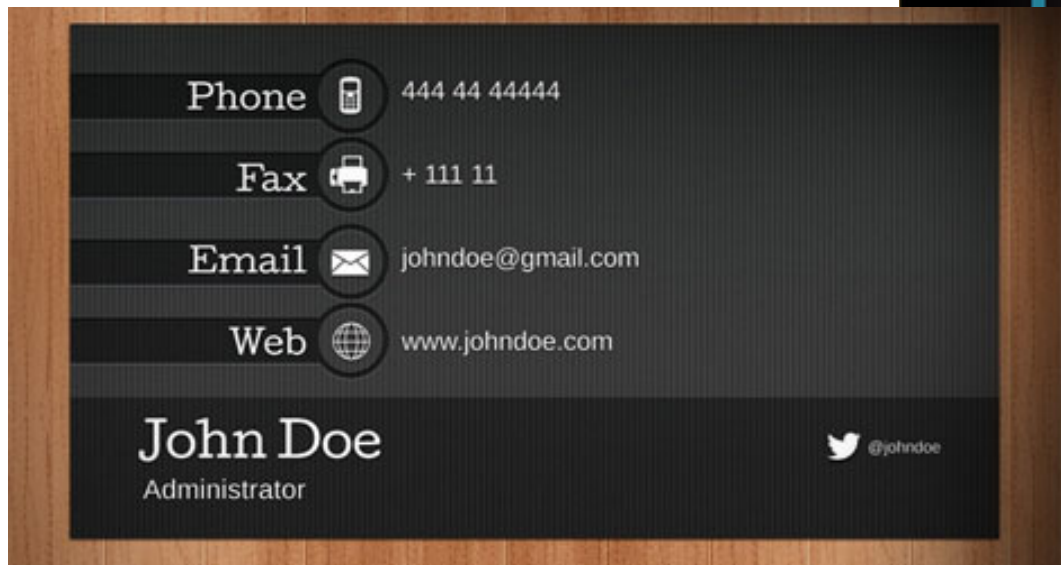 Phone 444 44 44444
Fax + 111 11
Email johndoe@gmail.com
Web www.johndoe.com
John Doe
@johndoe
Administrator